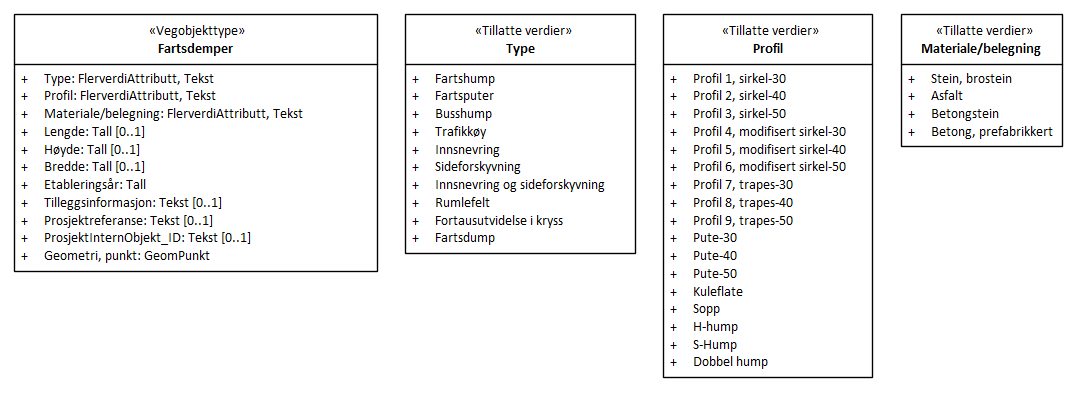 «Vegobjekttype»
Fartsdemper
+ Type: FlerverdiAttributt, Tekst
+ Profil: FlerverdiAttributt, Tekst
+ Materiale/belegning: FlerverdiAttributt, Tekst
+ Lengde: Tall [0..1]
+ Høyde: Tall [0..1]
+ Bredde: Tall [0..1]
+ Etableringsår: Tall
+ Tilleggsinformasjon: Tekst [0..1]
+ Prosjektreferanse: Tekst [0..1]
+ ProsjektInternObjekt_ID: Tekst [0..1]
+ Geometri, punkt: GeomPunkt
«Tillatte verdier»
Type
+ Fartshump
+ Fartsputer
+ Busshump
+ Trafikkøy
+ Innsnevring
+ Sideforskyvning
+ Innsnevring og sideforskyvning
+ Rumlefelt
+ Fortausutvidelse i kryss
+ Fartsdump
«Tillatte verdier»
Profil
+ Profil 1, sirkel-30
+ Profil 2, sirkel-40
+ Profil 3, sirkel-50
+ Profil 4, modifisert sirkel-30
+ Profil 5, modifisert sirkel-40
+ Profil 6, modifisert sirkel-50
+ Profil 7, trapes-30
+ Profil 8, trapes-40
+ Profil 9, trapes-50
+ Pute-30
+ Pute-40
+ Pute-50
+ Kuleflate
+ Sopp
+ H-hump
+ S-Hump
+ Dobbel hump
«Tillatte verdier»
Materiale/belegning
+ Stein, brostein
+ Asfalt
+ Betongstein
+ Betong, prefabrikkert